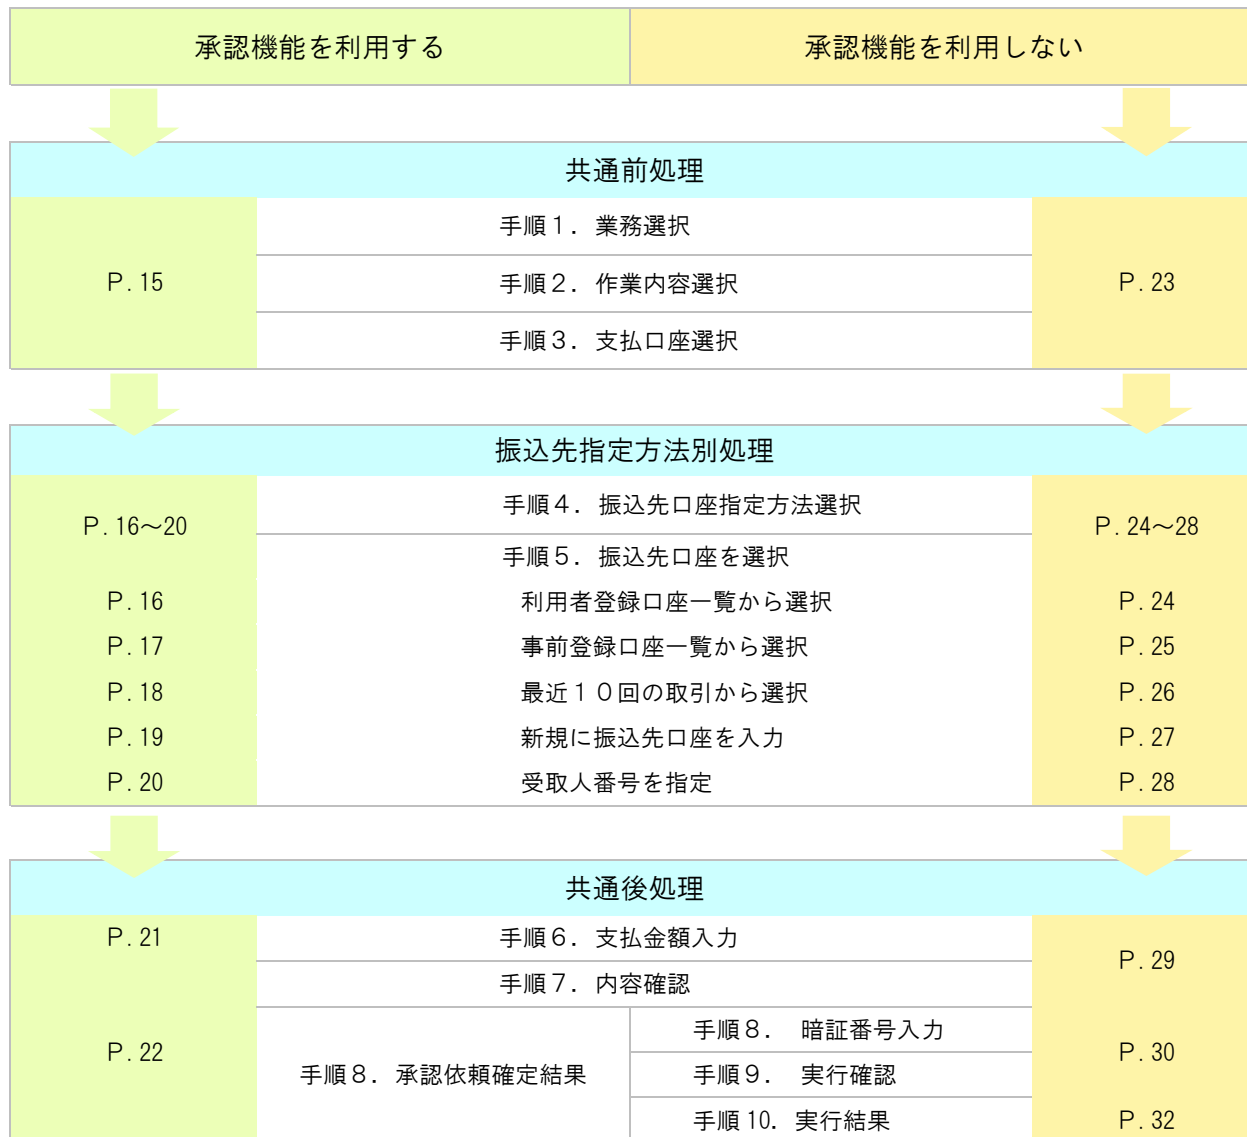 承認機能を利用する 承認機能を利用しない
共通前処理
手順１．業務選択
P.15 手順２．作業内容選択 P.23
手順３．支払口座選択
振込先指定方法別処理
手順４．振込先口座指定方法選択
P.16～20 P.24～28
手順５．振込先口座を選択
P.16 利用者登録口座一覧から選択 P.24
P.17 事前登録口座一覧から選択 P.25
P.18 最近１０回の取引から選択 P.26
P.19 新規に振込先口座を入力 P.27
P.20 受取人番号を指定 P.28
共通後処理
P.21 手順６．支払金額入力
P.29
手順７．内容確認
手順８． 暗証番号入力
P.22 P.30
手順８．承認依頼確定結果 手順９． 実行確認
手順10．実行結果 P.32